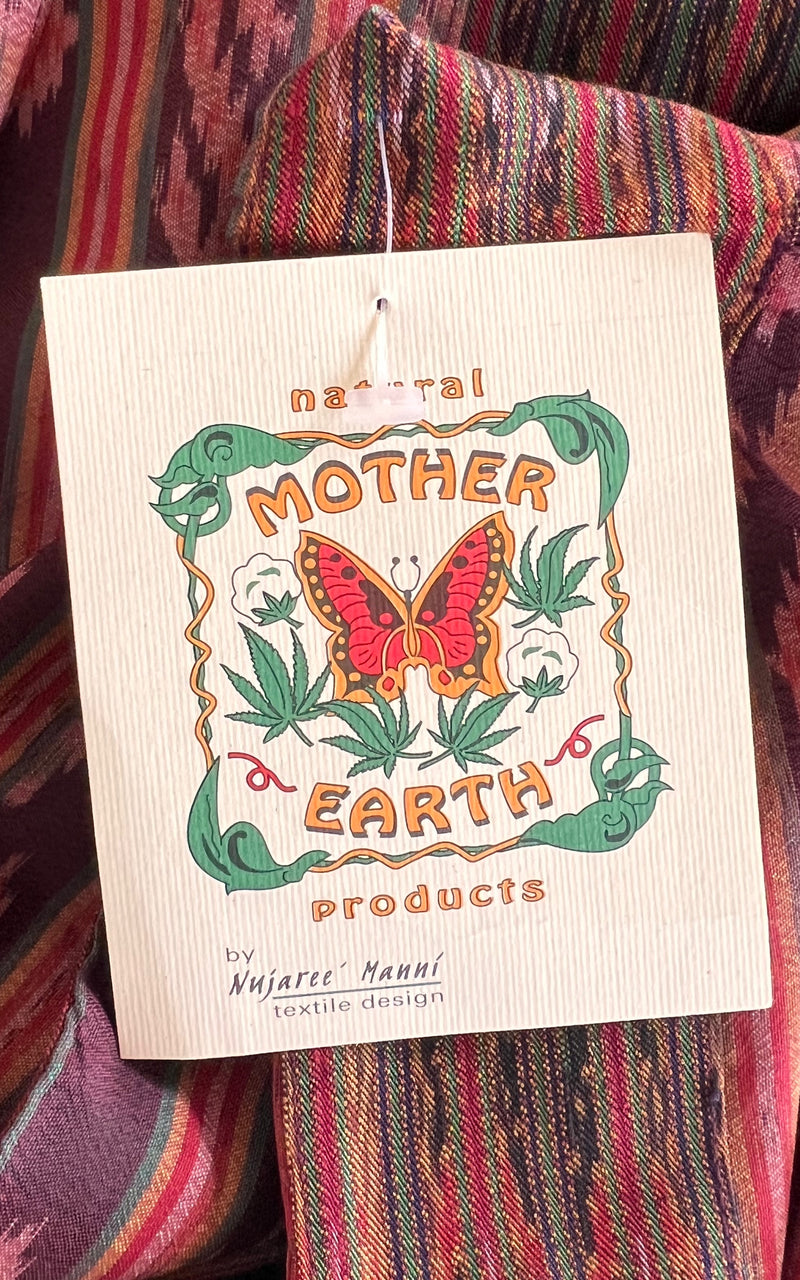 natural
MOTHER
EARTH
products
by
Nujaree´ Manni
textile design